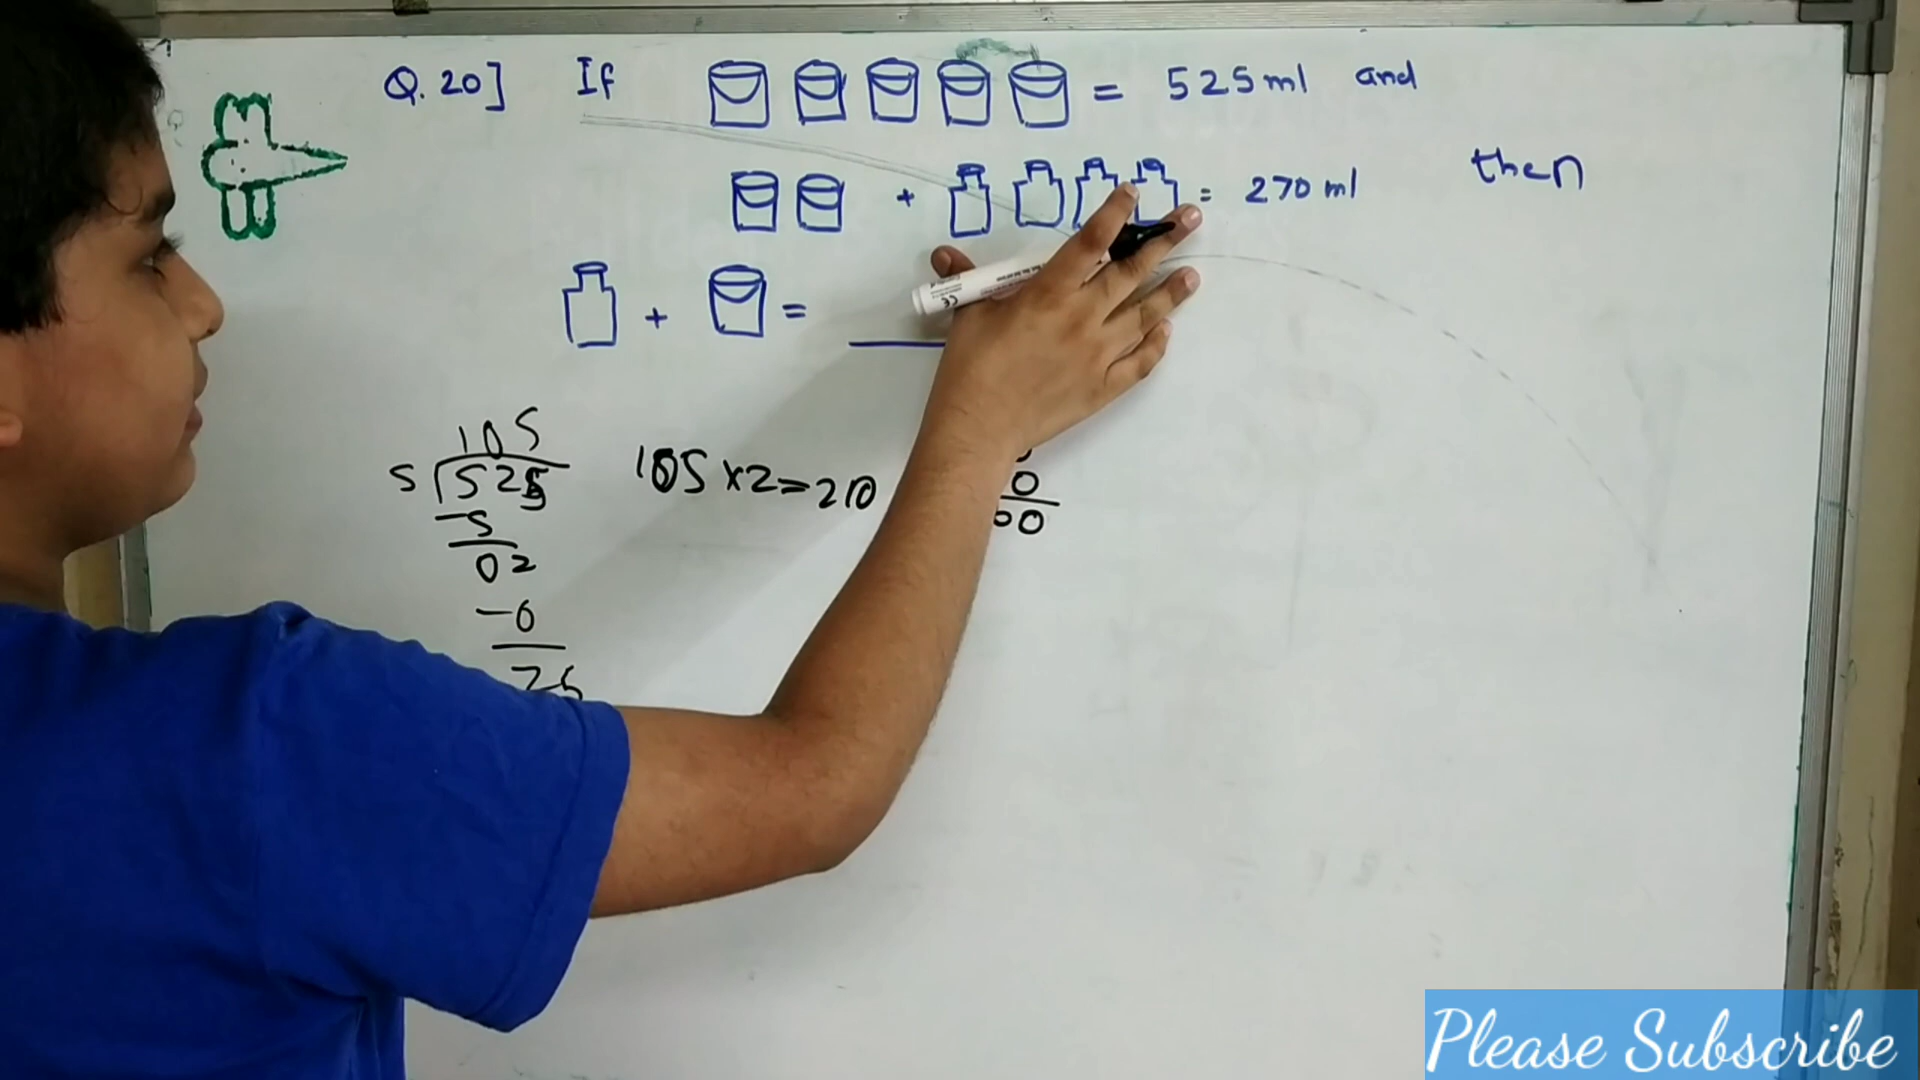 Q. 20] If = 525 ml and
+ = 270 ml then
+ =
105
5 525
105 x 2 = 210
- 5
0
02
00
- 0
25
Please Subscribe